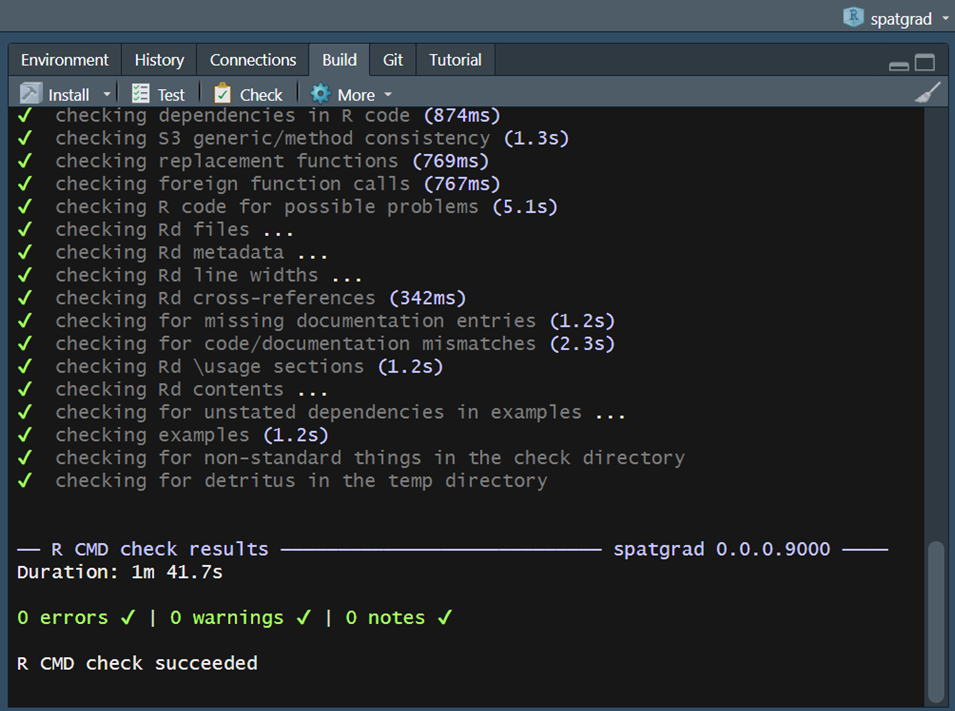 spatgrad
Environment History Connections Build Git Tutorial
Install Test Check More
✓ checking dependencies in R code (874ms)
✓ checking S3 generic/method consistency (1.3s)
✓ checking replacement functions (769ms)
✓ checking foreign function calls (767ms)
✓ checking R code for possible problems (5.1s)
✓ checking Rd files ...
✓ checking Rd metadata ...
✓ checking Rd line widths ...
✓ checking Rd cross-references (342ms)
✓ checking for missing documentation entries (1.2s)
✓ checking for code/documentation mismatches (2.3s)
✓ checking Rd \usage sections (1.2s)
✓ checking Rd contents ...
✓ checking for unstated dependencies in examples ...
✓ checking examples (1.2s)
✓ checking for non-standard things in the check directory
✓ checking for detritus in the temp directory
── R CMD check results ──────────────────────────── spatgrad 0.0.0.9000 ────
Duration: 1m 41.7s
0 errors ✓ | 0 warnings ✓ | 0 notes ✓
R CMD check succeeded